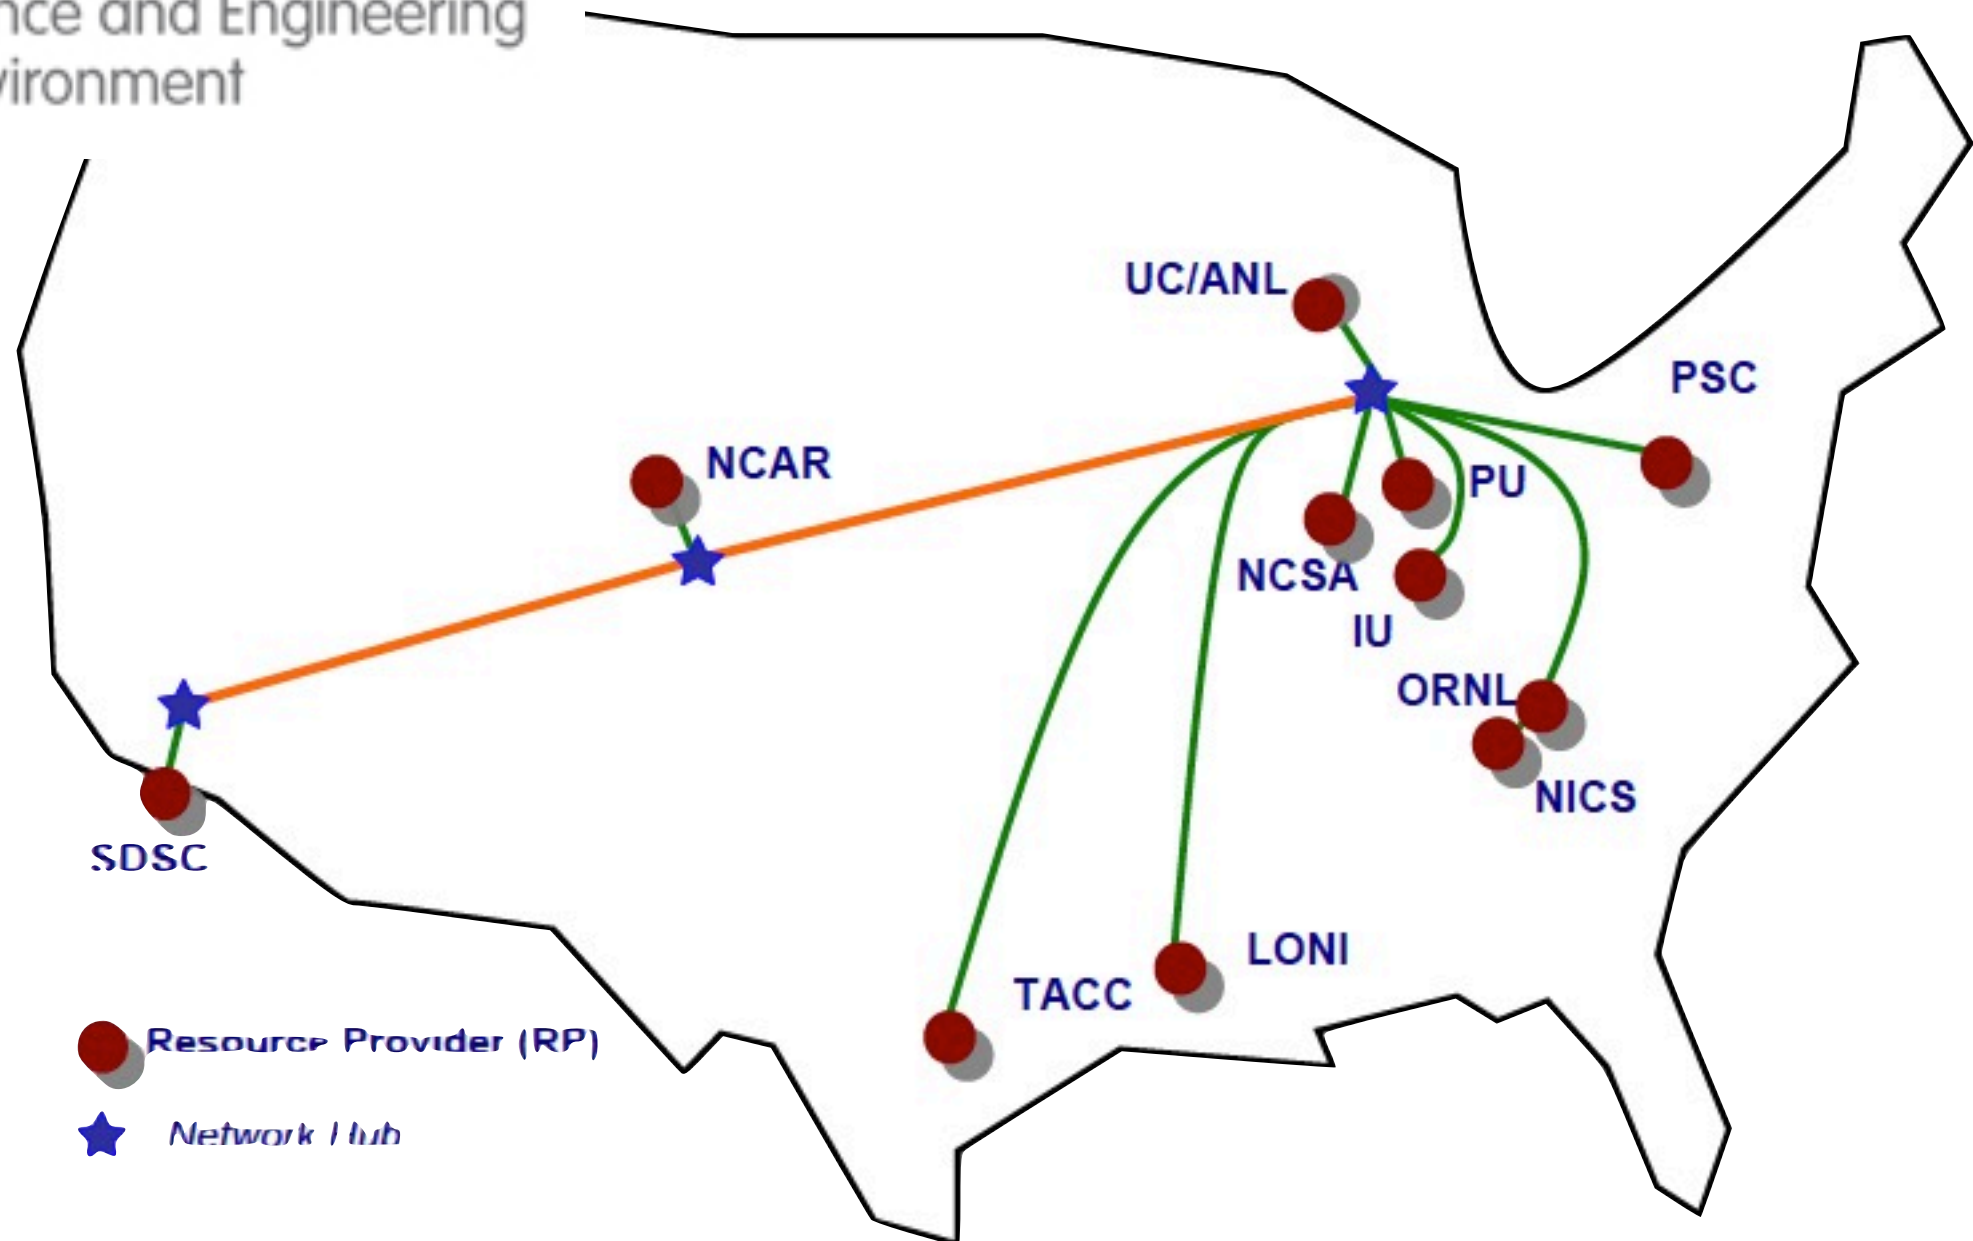 nce and Engineering
vironment
UC/ANL
PSC
NCAR
PU
NCSA
IU
ORNL
NICS
SDSC
LONI
TACC
Resource Provider (RP)
Network Hub